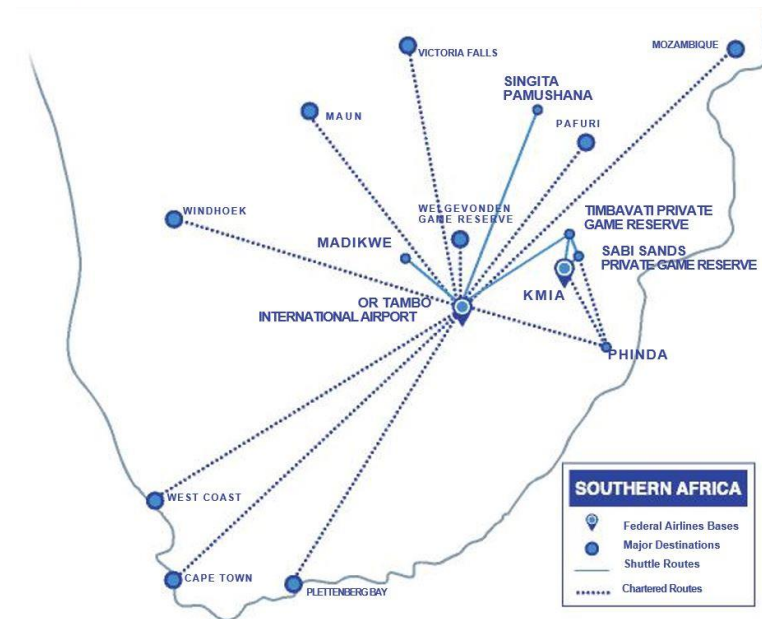 VICTORIA FALLS
MOZAMBIQUE
SINGITA
PAMUSHANA
MAUN
PAFURI
WINDHOEK
WELGEVONDEN
GAME RESERVE
TIMBAVATI PRIVATE
GAME RESERVE
MADIKWE
SABI SANDS
PRIVATE GAME RESERVE
KMIA
OR TAMBO
INTERNATIONAL AIRPORT
PHINDA
WEST COAST
CAPE TOWN
PLETTENBERG BAY
SOUTHERN AFRICA
Federal Airlines Bases
Major Destinations
Shuttle Routes
Chartered Routes